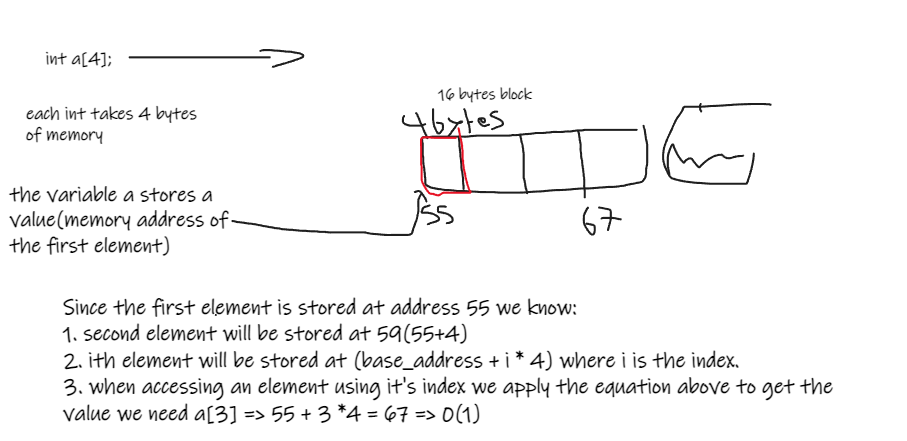 int a[4];
16 bytes block
each int takes 4 bytes
of memory
4bytes
the variable a stores a
value(memory address of
the first element)
55
67
Since the first element is stored at address 55 we know:
1. second element will be stored at 59(55+4)
2. ith element will be stored at (base_address + i * 4) where i is the index.
3. when accessing an element using it's index we apply the equation above to get the
value we need a[3] => 55 + 3 *4 = 67 => O(1)